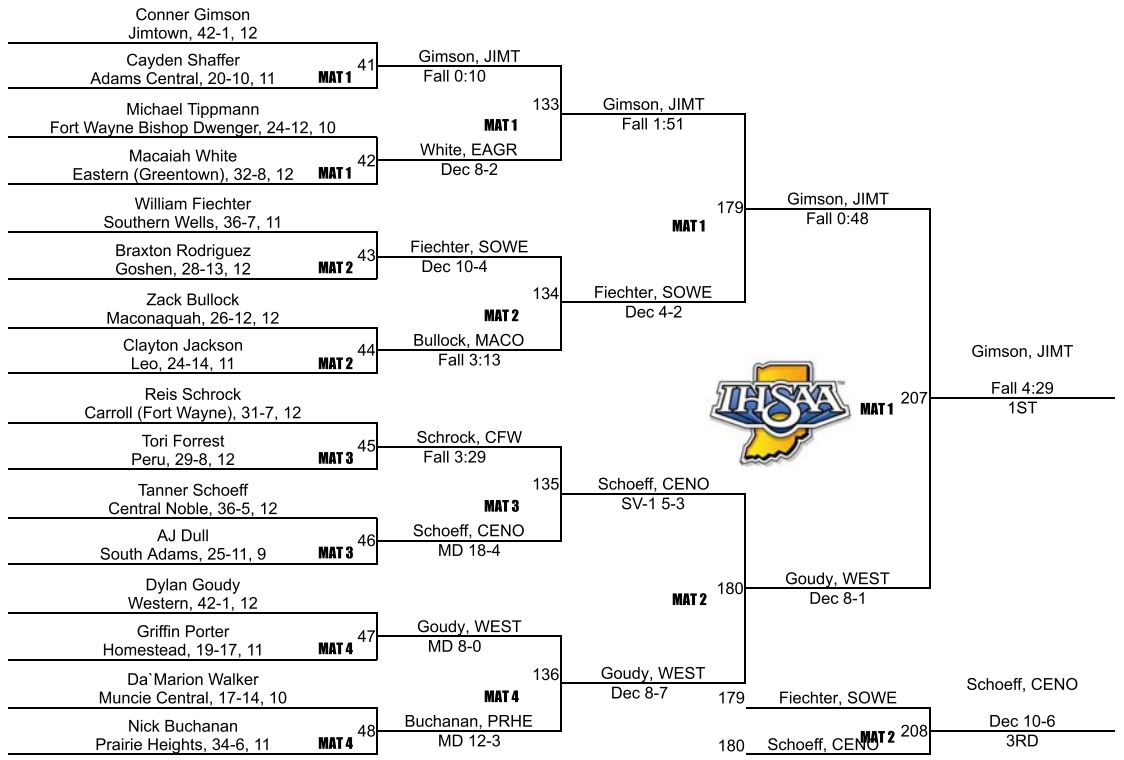 Conner Gimson
Jimtown, 42-1, 12
Cayden Shaffer
Adams Central, 20-10, 11
MAT 1
41
Michael Tippmann
Fort Wayne Bishop Dwenger, 24-12, 10
Macaiah White
Eastern (Greentown), 32-8, 12
MAT 1
42
William Fiechter
Southern Wells, 36-7, 11
Braxton Rodriguez
Goshen, 28-13, 12
MAT 2
43
Zack Bullock
Maconaquah, 26-12, 12
Clayton Jackson
Leo, 24-14, 11
MAT 2
44
Reis Schrock
Carroll (Fort Wayne), 31-7, 12
Tori Forrest
Peru, 29-8, 12
MAT 3
45
Tanner Schoeff
Central Noble, 36-5, 12
AJ Dull
South Adams, 25-11, 9
MAT 3
46
Dylan Goudy
Western, 42-1, 12
Griffin Porter
Homestead, 19-17, 11
MAT 4
47
Da`Marion Walker
Muncie Central, 17-14, 10
Nick Buchanan
Prairie Heights, 34-6, 11
MAT 4
48
Gimson, JIMT
Fall 0:10
133
MAT 1
White, EAGR
Dec 8-2
Fiechter, SOWE
Dec 10-4
134
MAT 2
Bullock, MACO
Fall 3:13
Schrock, CFW
Fall 3:29
135
MAT 3
Schoeff, CENO
MD 18-4
Goudy, WEST
MD 8-0
136
MAT 4
Buchanan, PRHE
MD 12-3
Gimson, JIMT
Fall 1:51
179
MAT 1
Fiechter, SOWE
Dec 4-2
Schoeff, CENO
SV-1 5-3
180
MAT 2
Goudy, WEST
Dec 8-7
Gimson, JIMT
Fall 0:48
IHSAA
MAT 1
207
Goudy, WEST
Dec 8-1
Gimson, JIMT
Fall 4:29
1ST
179
Fiechter, SOWE
180
Schoeff, CENO
MAT 2
208
Schoeff, CENO
Dec 10-6
3RD